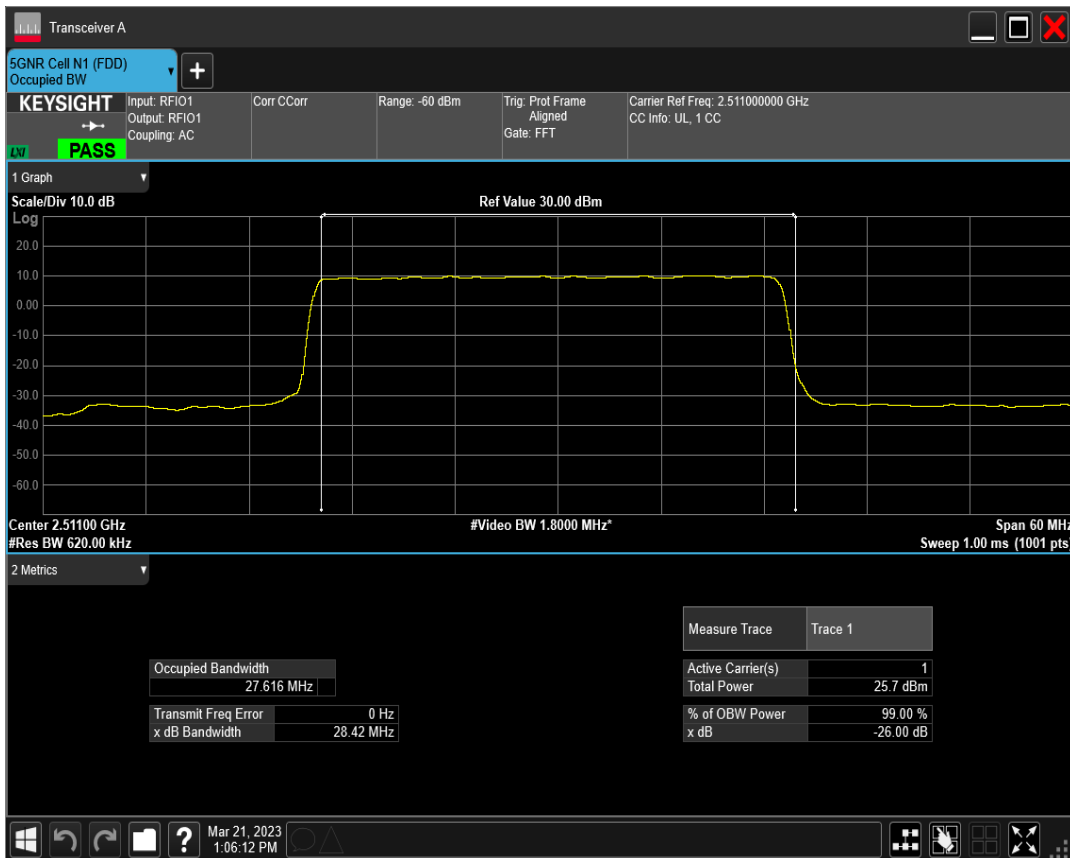 Transceiver A
5GNR Cell N1 (FDD)
Occupied BW
KEYSIGHT
LXI
PASS
Input: RFIO1
Output: RFIO1
Coupling: AC
Corr CCorr
Range: -60 dBm
Trig: Prot Frame
Aligned
Gate: FFT
Carrier Ref Freq: 2.511000000 GHz
CC Info: UL, 1 CC
1 Graph
Scale/Div 10.0 dB
Ref Value 30.00 dBm
Log
20.0
10.0
0.00
-10.0
-20.0
-30.0
-40.0
-50.0
-60.0
Center 2.51100 GHz
#Video BW 1.8000 MHz*
Span 60 MHz
#Res BW 620.00 kHz
Sweep 1.00 ms (1001 pts)
2 Metrics
Measure Trace Trace 1
Occupied Bandwidth
27.616 MHz
Active Carrier(s) 1
Total Power 25.7 dBm
Transmit Freq Error 0 Hz
x dB Bandwidth 28.42 MHz
% of OBW Power 99.00 %
x dB -26.00 dB
?
Mar 21, 2023
1:06:12 PM